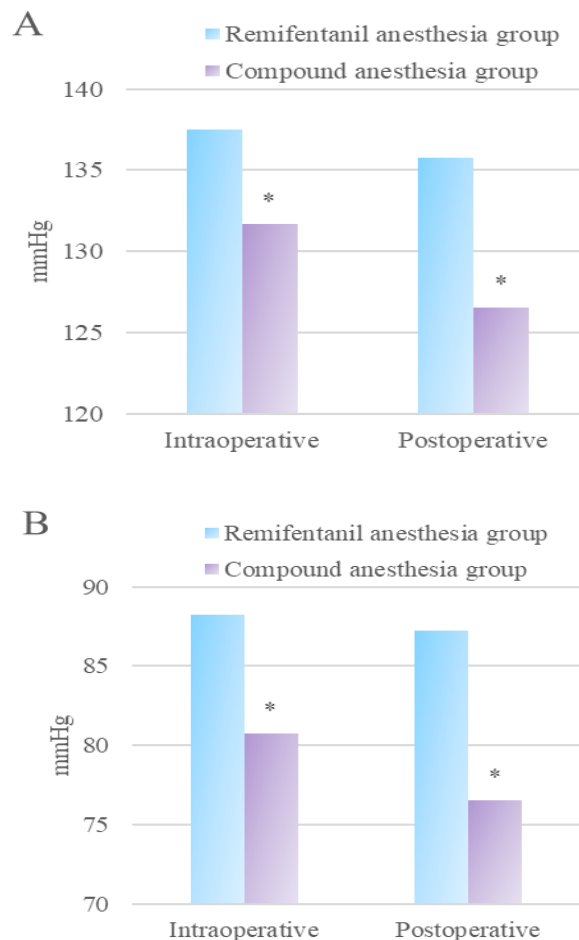 A
Remifentanil anesthesia group
Compound anesthesia group
140
135
130
125
120
mmHg
*
*
Intraoperative Postoperative
B
Remifentanil anesthesia group
Compound anesthesia group
90
85
80
75
70
mmHg
*
*
Intraoperative Postoperative